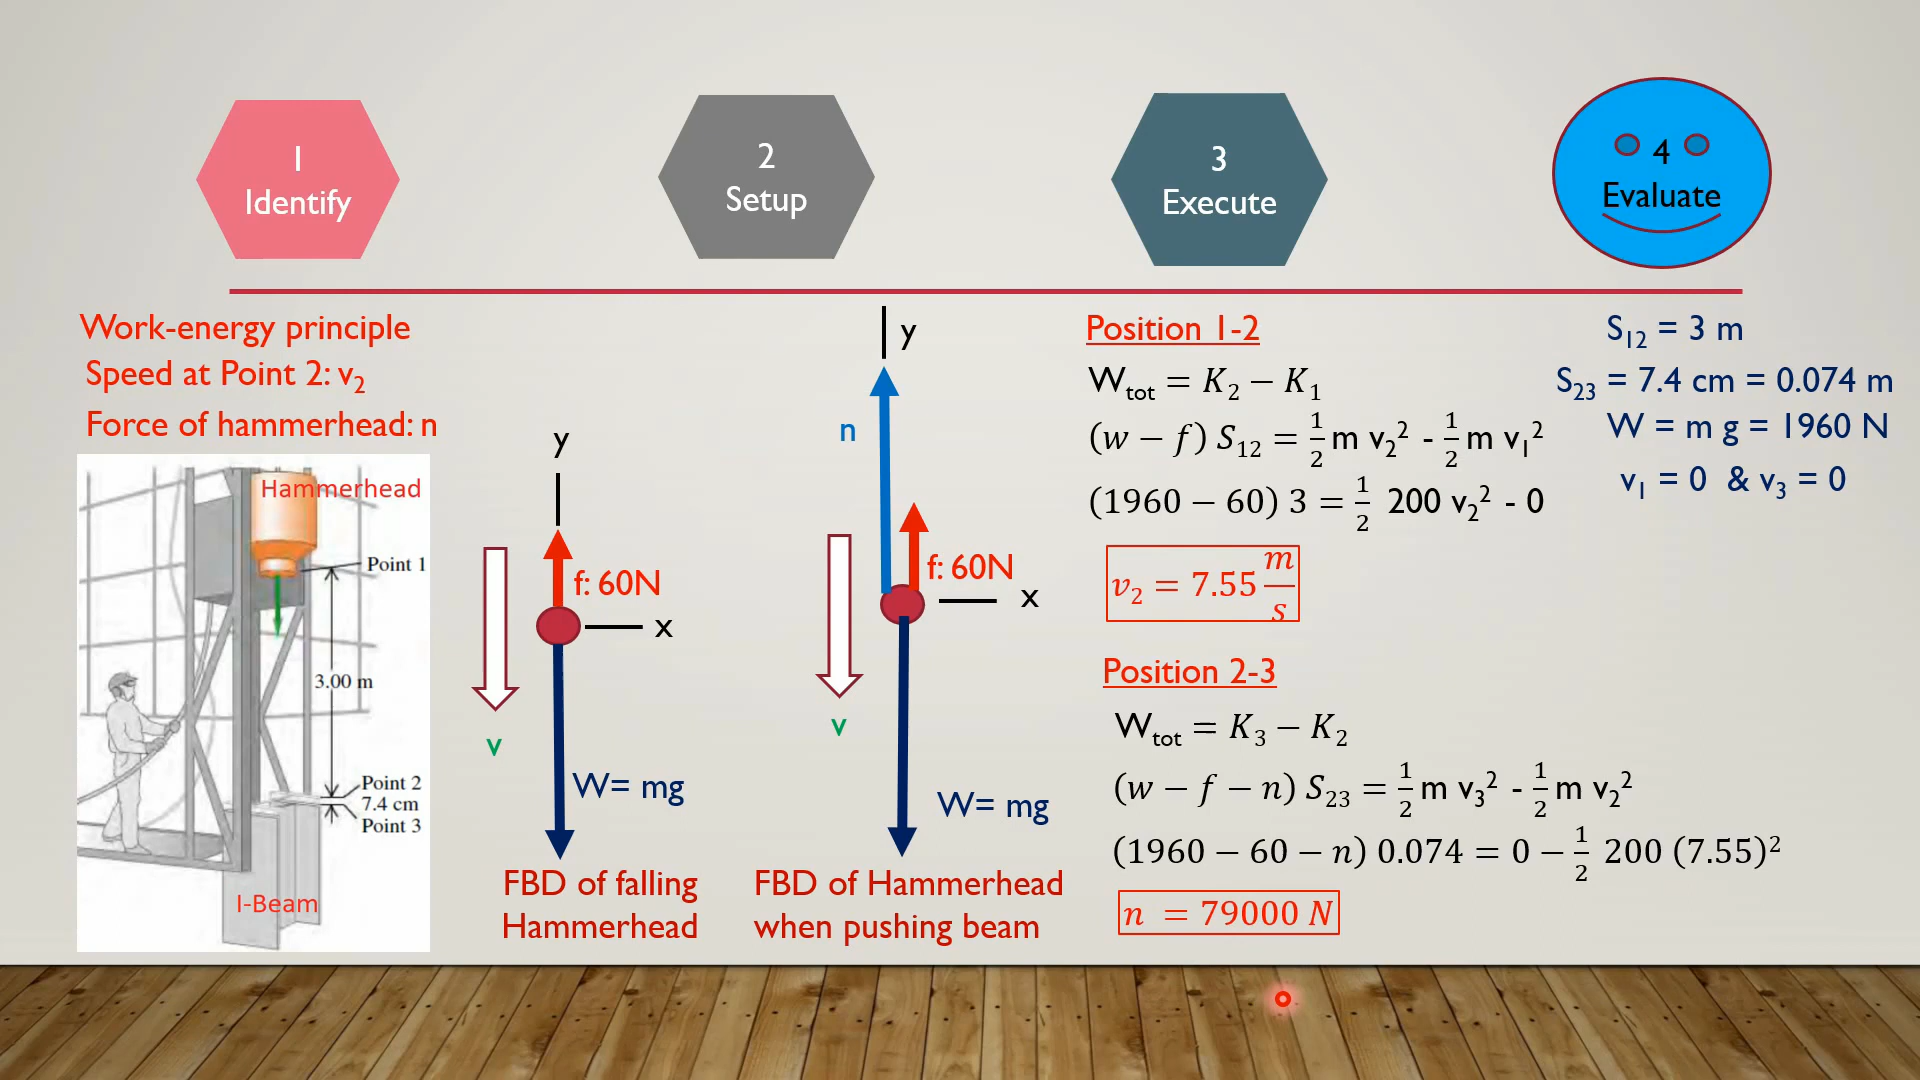 1
Identify
2
Setup
3
Execute
4
Evaluate
Work-energy principle
Speed at Point 2: v₂
Force of hammerhead: n
Hammerhead
Point 1
3.00 m
Point 2
7.4 cm
Point 3
I-Beam
y
f: 60N
x
v
W= mg
FBD of falling
Hammerhead
y
n
f: 60N
x
v
W= mg
FBD of Hammerhead
when pushing beam
Position 1-2
W_tot = K₂ − K₁
(w − f) S₁₂ = 1/2 m v₂² - 1/2 m v₁²
(1960 − 60) 3 = 1/2 200 v₂² - 0
v₂ = 7.55 m/s
Position 2-3
W_tot = K₃ − K₂
(w − f − n) S₂₃ = 1/2 m v₃² - 1/2 m v₂²
(1960 − 60 − n) 0.074 = 0 − 1/2 200 (7.55)²
n = 79000 N
S₁₂ = 3 m
S₂₃ = 7.4 cm = 0.074 m
W = m g = 1960 N
v₁ = 0 & v₃ = 0